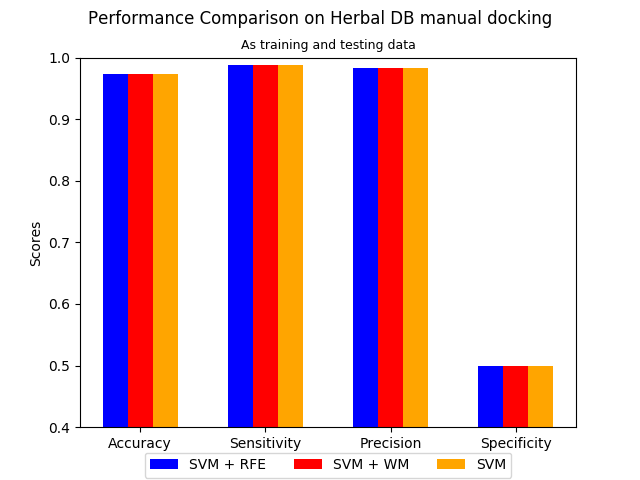 Performance Comparison on Herbal DB manual docking
As training and testing data
1.0
0.9
0.8
0.7
0.6
0.5
0.4
Scores
Accuracy Sensitivity Precision Specificity
SVM + RFE SVM + WM SVM